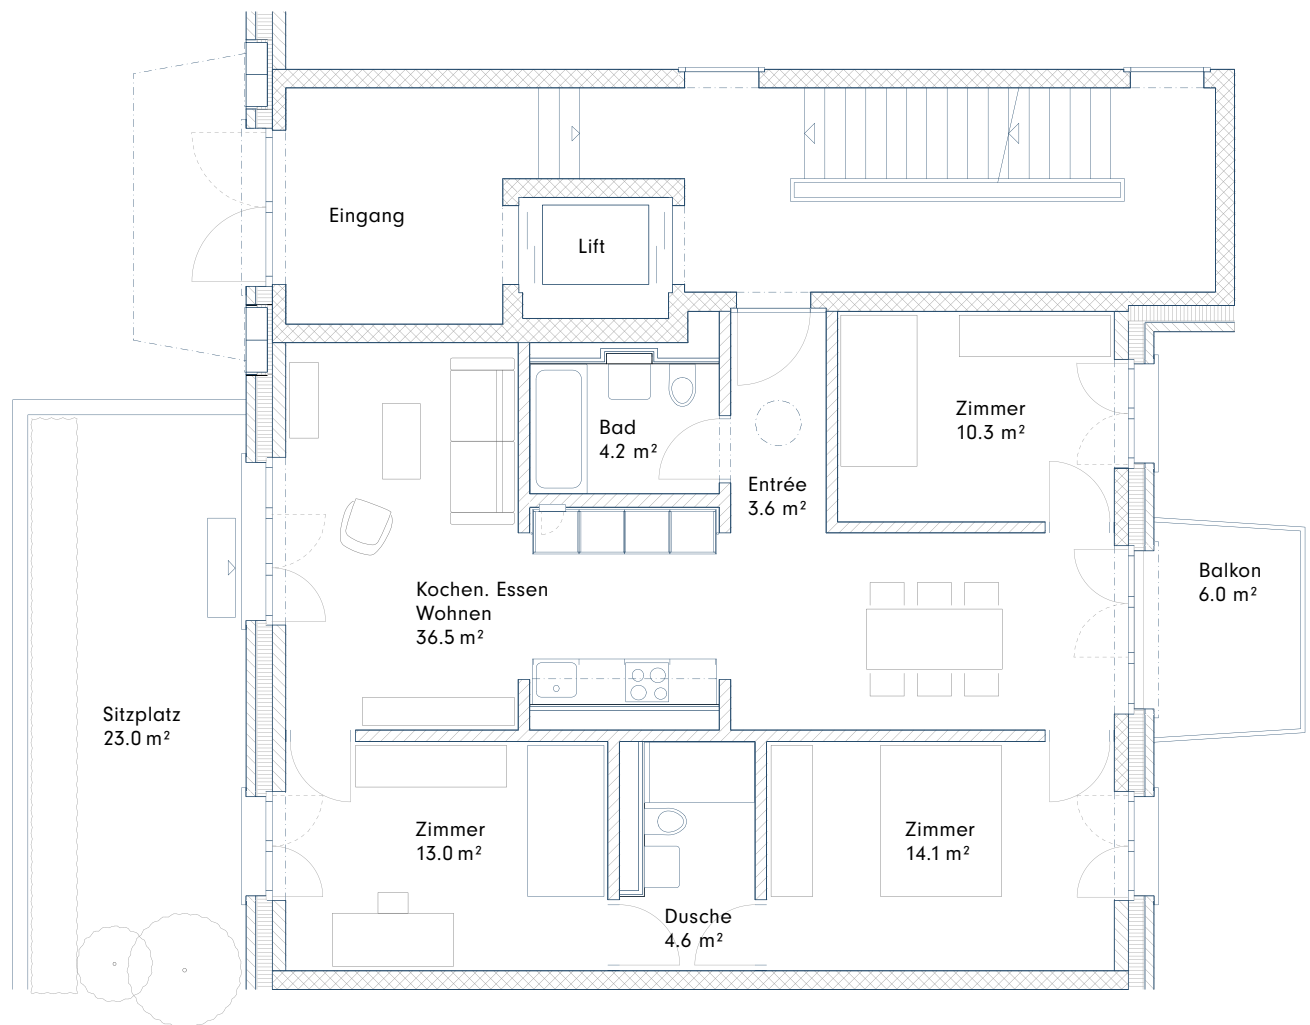 Eingang
Lift
Zimmer
10.3 m²
Bad
4.2 m²
Entrée
3.6 m²
Balkon
6.0 m²
Kochen. Essen
Wohnen
36.5 m²
Sitzplatz
23.0 m²
Zimmer
13.0 m²
Zimmer
14.1 m²
Dusche
4.6 m²